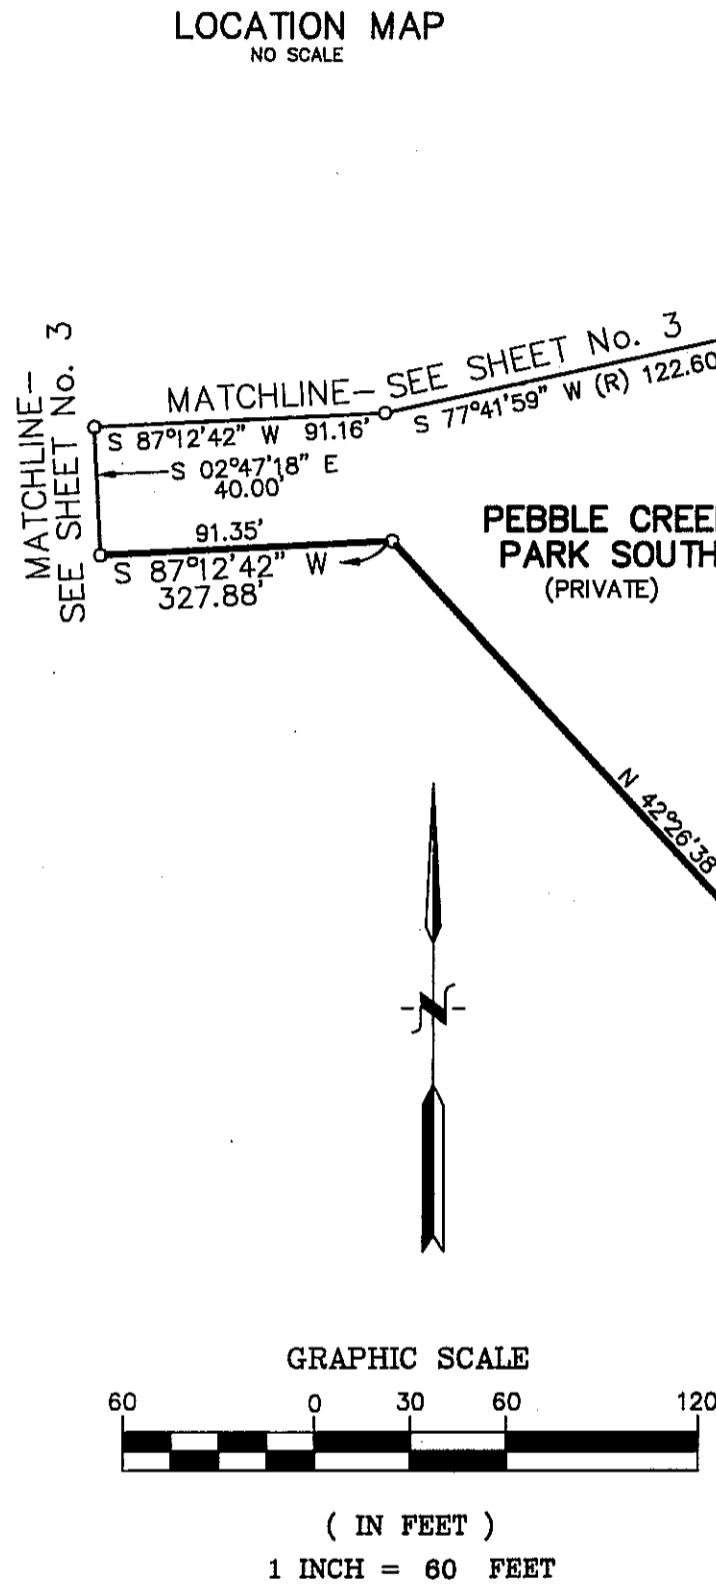 LOCATION MAP
NO SCALE
MATCHLINE-
SEE SHEET No. 3
MATCHLINE- SEE SHEET No. 3
S 87°12'42" W 91.16'
S 77°41'59" W (R) 122.60
S 02°47'18" E
40.00'
91.35'
S 87°12'42" W
327.88'
PEBBLE CREE
PARK SOUTH
(PRIVATE)
N 42°26'38
N
GRAPHIC SCALE
60 0 30 60 120
( IN FEET )
1 INCH = 60 FEET